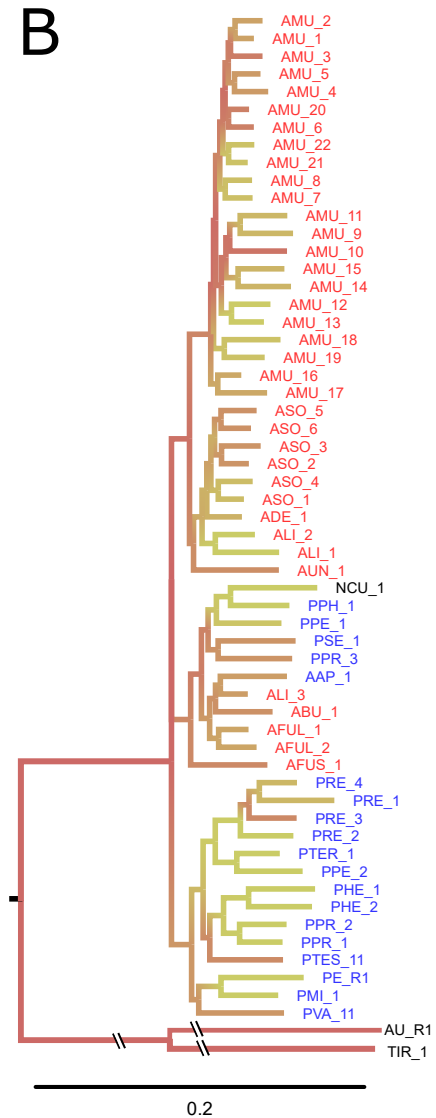 B
AMU_2
AMU_1
AMU_3
AMU_5
AMU_4
AMU_20
AMU_6
AMU_22
AMU_21
AMU_8
AMU_7
AMU_11
AMU_9
AMU_10
AMU_15
AMU_14
AMU_12
AMU_13
AMU_18
AMU_19
AMU_16
AMU_17
ASO_5
ASO_6
ASO_3
ASO_2
ASO_4
ASO_1
ADE_1
ALI_2
ALI_1
AUN_1
NCU_1
PPH_1
PPE_1
PSE_1
PPR_3
AAP_1
ALI_3
ABU_1
AFUL_1
AFUL_2
AFUS_1
PRE_4
PRE_1
PRE_3
PRE_2
PTER_1
PPE_2
PHE_1
PHE_2
PPR_2
PPR_1
PTES_11
PE_R1
PMI_1
PVA_11
AU_R1
TIR_1
0.2